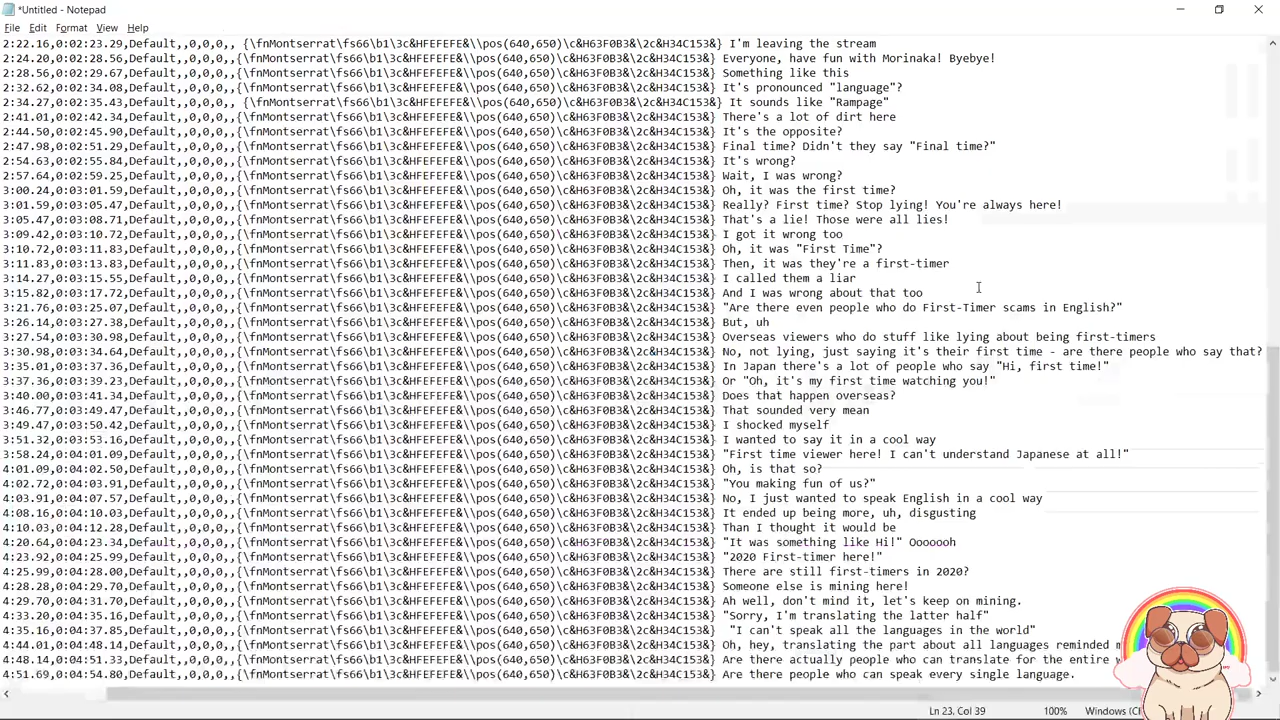 *Untitled - Notepad
File Edit Format View Help
2:22.16,0:02:23.29,Default,,0,0,0,, {\fnMontserrat\fs66\b1\3c&HFEFEFE&\\pos(640,650)\c&H63F0B3&\2c&H34C153&} I'm leaving the stream
2:24.20,0:02:28.56,Default,,0,0,0,,{\fnMontserrat\fs66\b1\3c&HFEFEFE&\\pos(640,650)\c&H63F0B3&\2c&H34C153&} Everyone, have fun with Morinaka! Byebye!
2:28.56,0:02:29.67,Default,,0,0,0,,{\fnMontserrat\fs66\b1\3c&HFEFEFE&\\pos(640,650)\c&H63F0B3&\2c&H34C153&} Something like this
2:32.62,0:02:34.08,Default,,0,0,0,,{\fnMontserrat\fs66\b1\3c&HFEFEFE&\\pos(640,650)\c&H63F0B3&\2c&H34C153&} It's pronounced "language"?
2:34.27,0:02:35.43,Default,,0,0,0,, {\fnMontserrat\fs66\b1\3c&HFEFEFE&\\pos(640,650)\c&H63F0B3&\2c&H34C153&} It sounds like "Rampage"
2:41.01,0:02:42.34,Default,,0,0,0,,{\fnMontserrat\fs66\b1\3c&HFEFEFE&\\pos(640,650)\c&H63F0B3&\2c&H34C153&} There's a lot of dirt here
2:44.50,0:02:45.90,Default,,0,0,0,,{\fnMontserrat\fs66\b1\3c&HFEFEFE&\\pos(640,650)\c&H63F0B3&\2c&H34C153&} It's the opposite?
2:47.98,0:02:51.29,Default,,0,0,0,,{\fnMontserrat\fs66\b1\3c&HFEFEFE&\\pos(640,650)\c&H63F0B3&\2c&H34C153&} Final time? Didn't they say "Final time?"
2:54.63,0:02:55.84,Default,,0,0,0,,{\fnMontserrat\fs66\b1\3c&HFEFEFE&\\pos(640,650)\c&H63F0B3&\2c&H34C153&} It's wrong?
2:57.64,0:02:59.25,Default,,0,0,0,,{\fnMontserrat\fs66\b1\3c&HFEFEFE&\\pos(640,650)\c&H63F0B3&\2c&H34C153&} Wait, I was wrong?
3:00.24,0:03:01.59,Default,,0,0,0,,{\fnMontserrat\fs66\b1\3c&HFEFEFE&\\pos(640,650)\c&H63F0B3&\2c&H34C153&} Oh, it was the first time?
3:01.59,0:03:05.47,Default,,0,0,0,,{\fnMontserrat\fs66\b1\3c&HFEFEFE&\\pos(640,650)\c&H63F0B3&\2c&H34C153&} Really? First time? Stop lying! You're always here!
3:05.47,0:03:08.71,Default,,0,0,0,,{\fnMontserrat\fs66\b1\3c&HFEFEFE&\\pos(640,650)\c&H63F0B3&\2c&H34C153&} That's a lie! Those were all lies!
3:09.42,0:03:10.72,Default,,0,0,0,,{\fnMontserrat\fs66\b1\3c&HFEFEFE&\\pos(640,650)\c&H63F0B3&\2c&H34C153&} I got it wrong too
3:10.72,0:03:11.83,Default,,0,0,0,,{\fnMontserrat\fs66\b1\3c&HFEFEFE&\\pos(640,650)\c&H63F0B3&\2c&H34C153&} Oh, it was "First Time"?
3:11.83,0:03:13.83,Default,,0,0,0,,{\fnMontserrat\fs66\b1\3c&HFEFEFE&\\pos(640,650)\c&H63F0B3&\2c&H34C153&} Then, it was they're a first-timer
3:14.27,0:03:15.55,Default,,0,0,0,,{\fnMontserrat\fs66\b1\3c&HFEFEFE&\\pos(640,650)\c&H63F0B3&\2c&H34C153&} I called them a liar
3:15.82,0:03:17.72,Default,,0,0,0,,{\fnMontserrat\fs66\b1\3c&HFEFEFE&\\pos(640,650)\c&H63F0B3&\2c&H34C153&} And I was wrong about that too
3:21.76,0:03:25.07,Default,,0,0,0,,{\fnMontserrat\fs66\b1\3c&HFEFEFE&\\pos(640,650)\c&H63F0B3&\2c&H34C153&} "Are there even people who do First-Timer scams in English?"
3:26.14,0:03:27.38,Default,,0,0,0,,{\fnMontserrat\fs66\b1\3c&HFEFEFE&\\pos(640,650)\c&H63F0B3&\2c&H34C153&} But, uh
3:27.54,0:03:30.98,Default,,0,0,0,,{\fnMontserrat\fs66\b1\3c&HFEFEFE&\\pos(640,650)\c&H63F0B3&\2c&H34C153&} Overseas viewers who do stuff like lying about being first-timers
3:30.98,0:03:34.64,Default,,0,0,0,,{\fnMontserrat\fs66\b1\3c&HFEFEFE&\\pos(640,650)\c&H63F0B3&\2c&H34C153&} No, not lying, just saying it's their first time - are there people who say that?
3:35.01,0:03:37.36,Default,,0,0,0,,{\fnMontserrat\fs66\b1\3c&HFEFEFE&\\pos(640,650)\c&H63F0B3&\2c&H34C153&} In Japan there's a lot of people who say "Hi, first time!"
3:37.36,0:03:39.23,Default,,0,0,0,,{\fnMontserrat\fs66\b1\3c&HFEFEFE&\\pos(640,650)\c&H63F0B3&\2c&H34C153&} Or "Oh, it's my first time watching you!"
3:40.00,0:03:41.34,Default,,0,0,0,,{\fnMontserrat\fs66\b1\3c&HFEFEFE&\\pos(640,650)\c&H63F0B3&\2c&H34C153&} Does that happen overseas?
3:46.77,0:03:49.47,Default,,0,0,0,,{\fnMontserrat\fs66\b1\3c&HFEFEFE&\\pos(640,650)\c&H63F0B3&\2c&H34C153&} That sounded very mean
3:49.47,0:03:50.42,Default,,0,0,0,,{\fnMontserrat\fs66\b1\3c&HFEFEFE&\\pos(640,650)\c&H63F0B3&\2c&H34C153&} I shocked myself
3:51.32,0:03:53.16,Default,,0,0,0,,{\fnMontserrat\fs66\b1\3c&HFEFEFE&\\pos(640,650)\c&H63F0B3&\2c&H34C153&} I wanted to say it in a cool way
3:58.24,0:04:01.09,Default,,0,0,0,,{\fnMontserrat\fs66\b1\3c&HFEFEFE&\\pos(640,650)\c&H63F0B3&\2c&H34C153&} "First time viewer here! I can't understand Japanese at all!"
4:01.09,0:04:02.50,Default,,0,0,0,,{\fnMontserrat\fs66\b1\3c&HFEFEFE&\\pos(640,650)\c&H63F0B3&\2c&H34C153&} Oh, is that so?
4:02.72,0:04:03.91,Default,,0,0,0,,{\fnMontserrat\fs66\b1\3c&HFEFEFE&\\pos(640,650)\c&H63F0B3&\2c&H34C153&} "You making fun of us?"
4:03.91,0:04:07.57,Default,,0,0,0,,{\fnMontserrat\fs66\b1\3c&HFEFEFE&\\pos(640,650)\c&H63F0B3&\2c&H34C153&} No, I just wanted to speak English in a cool way
4:08.16,0:04:10.03,Default,,0,0,0,,{\fnMontserrat\fs66\b1\3c&HFEFEFE&\\pos(640,650)\c&H63F0B3&\2c&H34C153&} It ended up being more, uh, disgusting
4:10.03,0:04:12.28,Default,,0,0,0,,{\fnMontserrat\fs66\b1\3c&HFEFEFE&\\pos(640,650)\c&H63F0B3&\2c&H34C153&} Than I thought it would be
4:20.64,0:04:23.34,Default,,0,0,0,,{\fnMontserrat\fs66\b1\3c&HFEFEFE&\\pos(640,650)\c&H63F0B3&\2c&H34C153&} "It was something like Hi!" Ooooooh
4:23.92,0:04:25.99,Default,,0,0,0,,{\fnMontserrat\fs66\b1\3c&HFEFEFE&\\pos(640,650)\c&H63F0B3&\2c&H34C153&} "2020 First-timer here!"
4:25.99,0:04:28.00,Default,,0,0,0,,{\fnMontserrat\fs66\b1\3c&HFEFEFE&\\pos(640,650)\c&H63F0B3&\2c&H34C153&} There are still first-timers in 2020?
4:28.28,0:04:29.70,Default,,0,0,0,,{\fnMontserrat\fs66\b1\3c&HFEFEFE&\\pos(640,650)\c&H63F0B3&\2c&H34C153&} Someone else is mining here!
4:29.70,0:04:31.70,Default,,0,0,0,,{\fnMontserrat\fs66\b1\3c&HFEFEFE&\\pos(640,650)\c&H63F0B3&\2c&H34C153&} Ah well, don't mind it, let's keep on mining.
4:33.20,0:04:35.16,Default,,0,0,0,,{\fnMontserrat\fs66\b1\3c&HFEFEFE&\\pos(640,650)\c&H63F0B3&\2c&H34C153&} "Sorry, I'm translating the latter half"
4:35.16,0:04:37.85,Default,,0,0,0,,{\fnMontserrat\fs66\b1\3c&HFEFEFE&\\pos(640,650)\c&H63F0B3&\2c&H34C153&}  "I can't speak all the languages in the world"
4:44.01,0:04:48.14,Default,,0,0,0,,{\fnMontserrat\fs66\b1\3c&HFEFEFE&\\pos(640,650)\c&H63F0B3&\2c&H34C153&} Oh, hey, translating the part about all languages reminded
4:48.14,0:04:51.33,Default,,0,0,0,,{\fnMontserrat\fs66\b1\3c&HFEFEFE&\\pos(640,650)\c&H63F0B3&\2c&H34C153&} Are there actually people who can translate for the entire
4:51.69,0:04:54.80,Default,,0,0,0,,{\fnMontserrat\fs66\b1\3c&HFEFEFE&\\pos(640,650)\c&H63F0B3&\2c&H34C153&} Are there people who can speak every single language.
Ln 23, Col 39 100% Windows (C